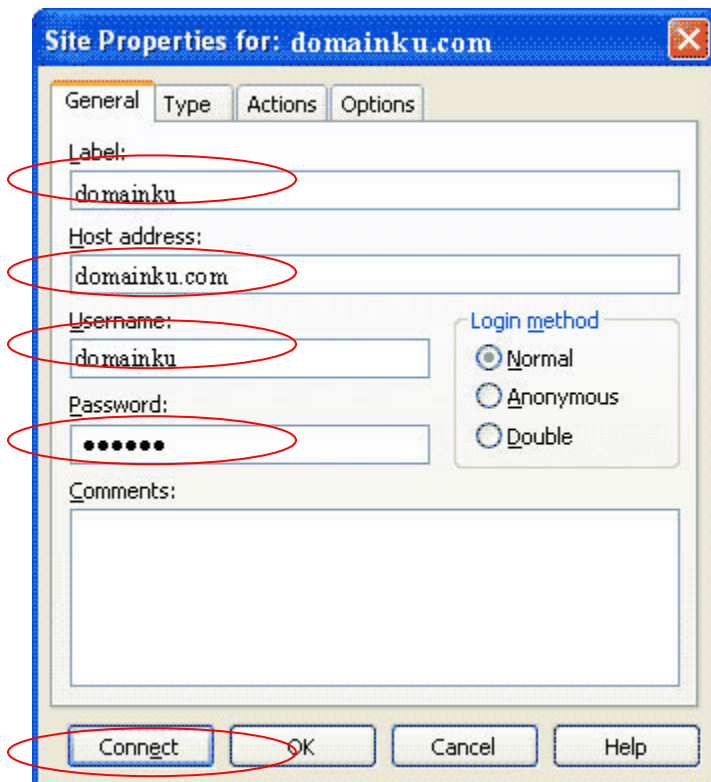 Site Properties for: domainku.com
General Type Actions Options
Label:
domainku
Host address:
domainku.com
Username:
domainku
Login method
Normal
Anonymous
Double
Password:
●●●●●●
Comments:
Connect OK Cancel Help